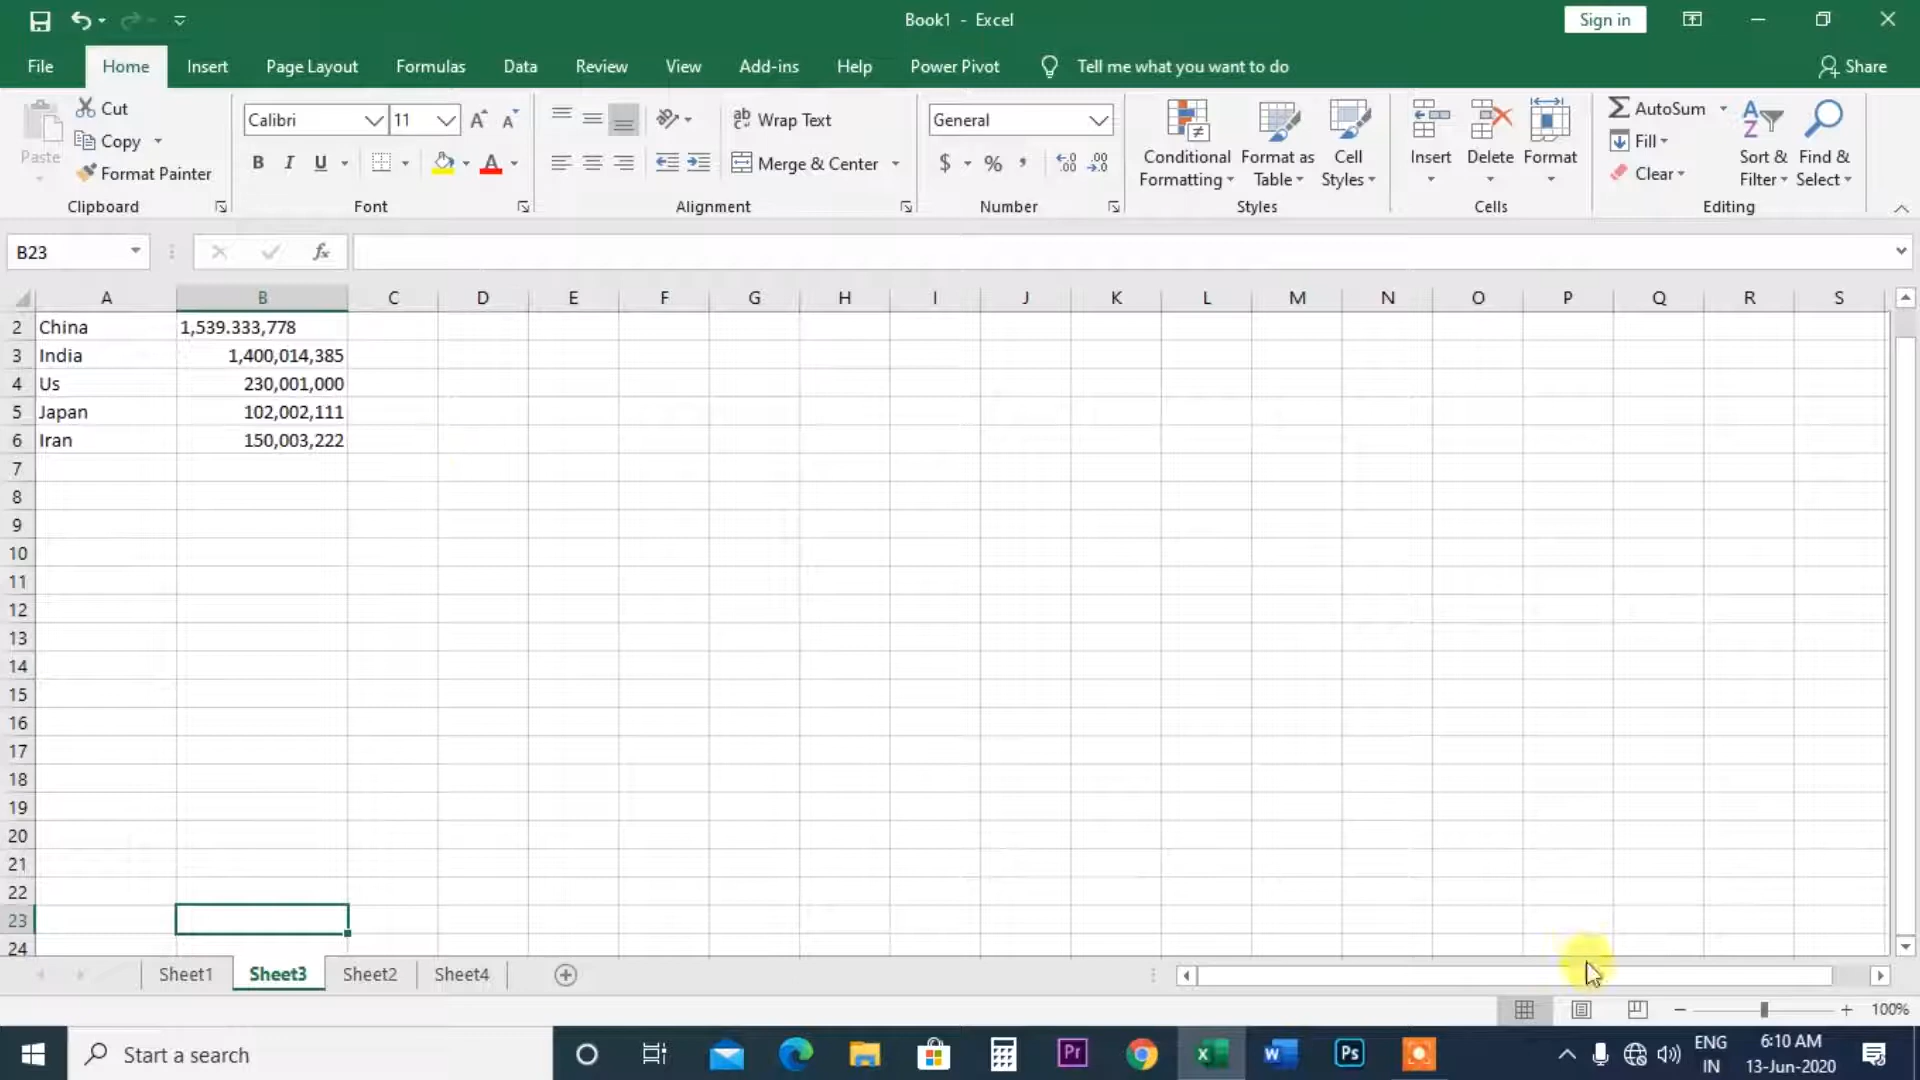 Book1 - Excel
Sign in
File Home Insert Page Layout Formulas Data Review View Add-ins Help Power Pivot Tell me what you want to do Share
Paste
Cut
Copy
Format Painter
Clipboard
Calibri 11
B I U
Font
Wrap Text
Merge & Center
Alignment
General
$ % ,
Number
Conditional Formatting
Format as Table
Cell Styles
Styles
Insert
Delete
Format
Cells
AutoSum
Fill
Clear
Sort & Filter
Find & Select
Editing
B23 fx
A B C D E F G H I J K L M N O P Q R S
2 China 1,539.333,778
3 India 1,400,014,385
4 Us 230,001,000
5 Japan 102,002,111
6 Iran 150,003,222
7
8
9
10
11
12
13
14
15
16
17
18
19
20
21
22
23
24
Sheet1 Sheet3 Sheet2 Sheet4
100%
Start a search
Pr
W
Ps
ENG
IN
6:10 AM
13-Jun-2020